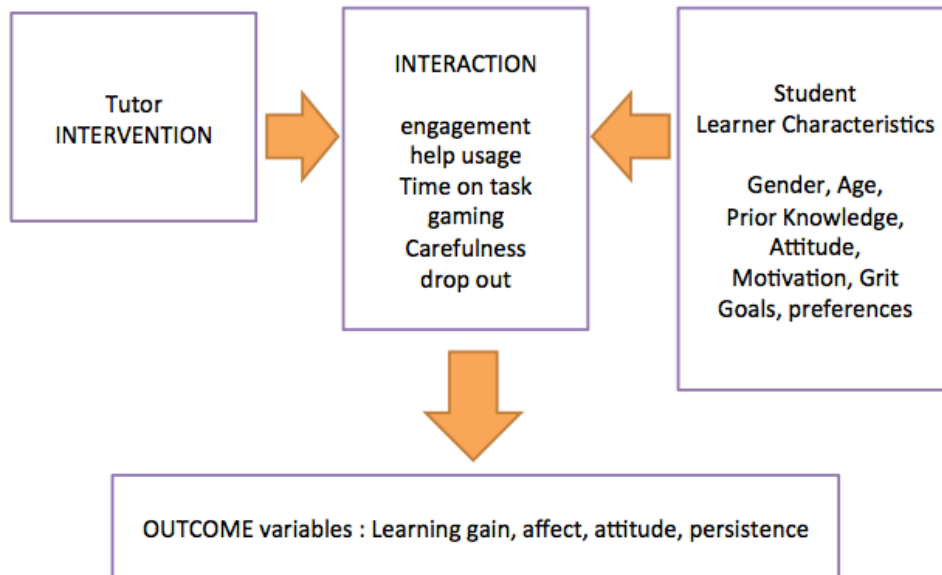 Tutor
INTERVENTION
INTERACTION
engagement
help usage
Time on task
gaming
Carefulness
drop out
Student
Learner Characteristics
Gender, Age,
Prior Knowledge,
Attitude,
Motivation, Grit
Goals, preferences
OUTCOME variables : Learning gain, affect, attitude, persistence